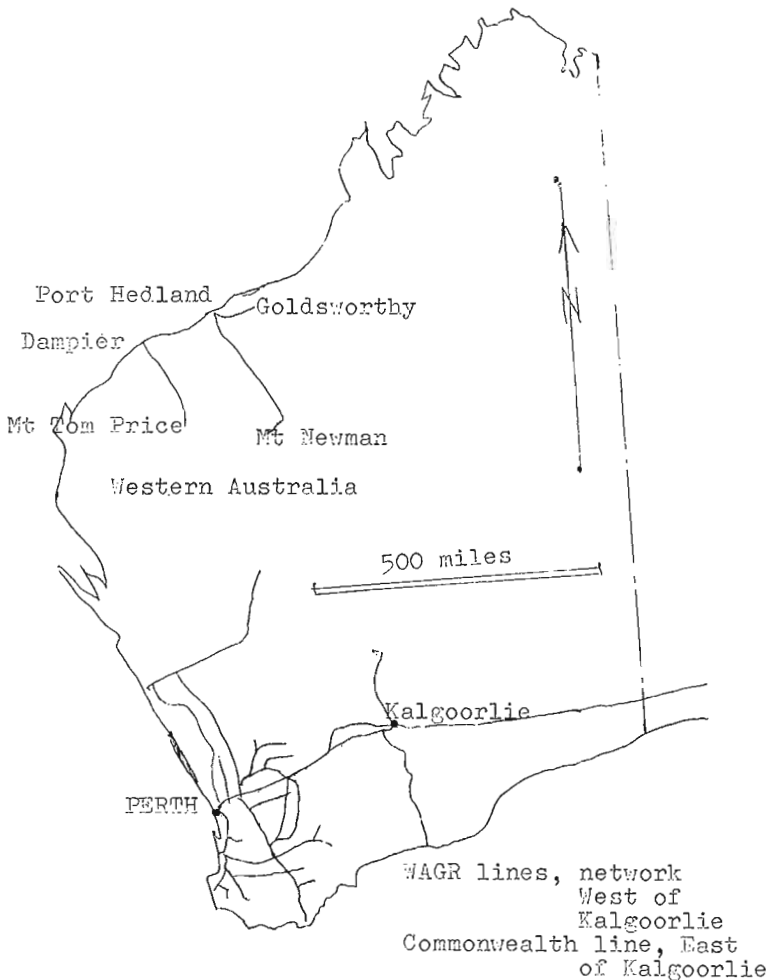 N
Port Hedland
Goldsworthy
Dampier
Mt Tom Price
Mt Newman
Western Australia
500 miles
Kalgoorlie
PERTH
WAGR lines, network
West of
Kalgoorlie
Commonwealth line, East
of Kalgoorlie